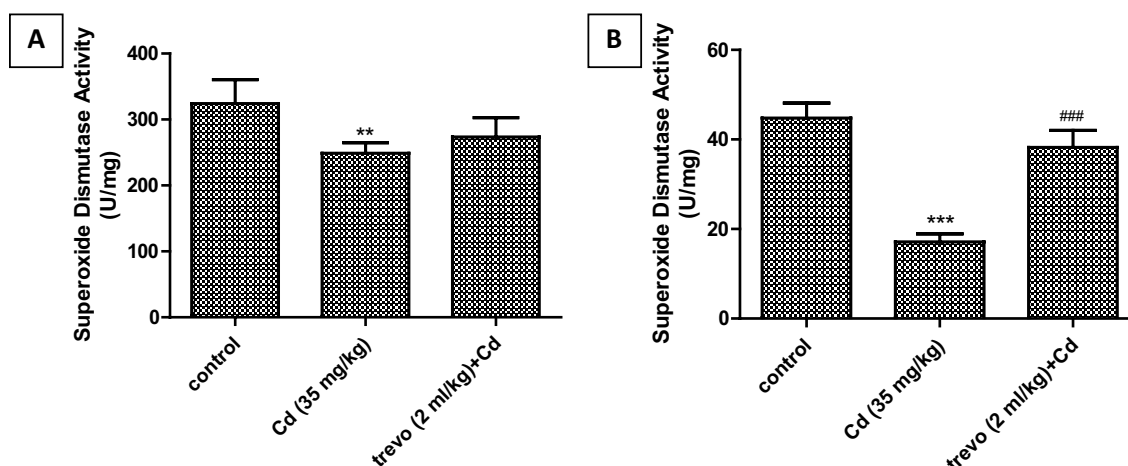 A
Superoxide Dismutase Activity
(U/mg)
400
300
200
100
0
**
control
Cd (35 mg/kg)
trevo (2 ml/kg)+Cd
B
Superoxide Dismutase Activity
(U/mg)
60
40
20
0
***
###
control
Cd (35 mg/kg)
trevo (2 ml/kg)+Cd